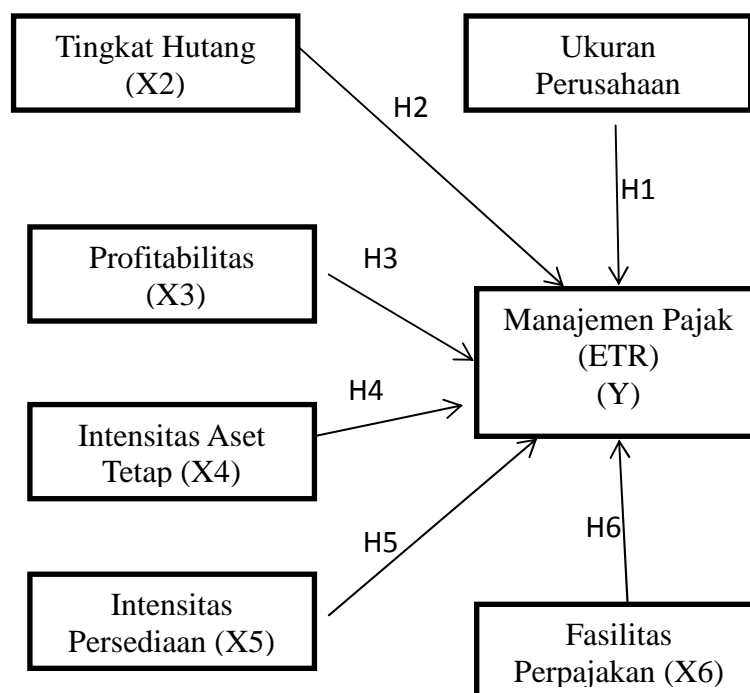 Tingkat Hutang
(X2)
Ukuran
Perusahaan
H2
H1
Profitabilitas
(X3)
H3
Manajemen Pajak
(ETR)
(Y)
H4
Intensitas Aset
Tetap (X4)
H5
H6
Intensitas
Persediaan (X5)
Fasilitas
Perpajakan (X6)